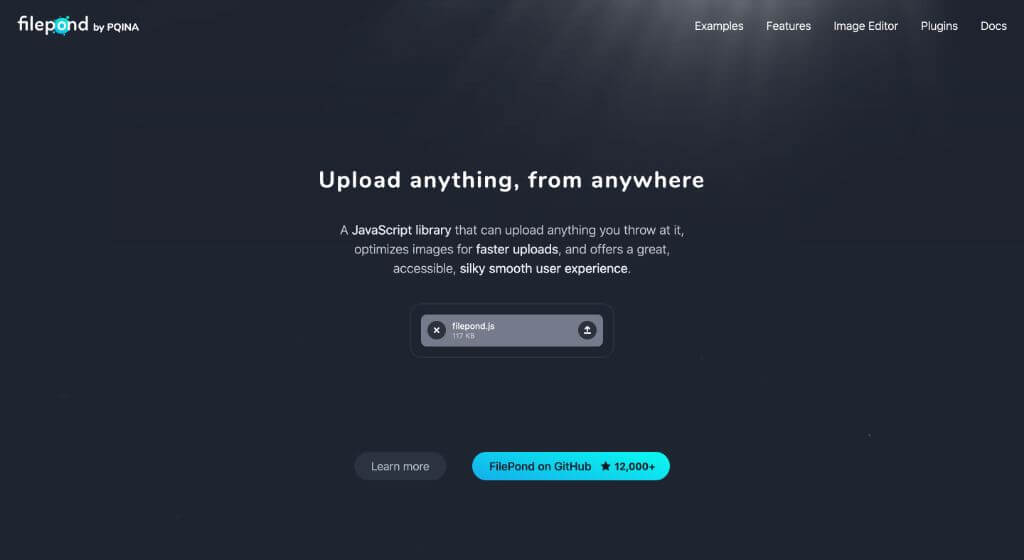 filepond by PQINA
Examples Features Image Editor Plugins Docs
Upload anything, from anywhere
A JavaScript library that can upload anything you throw at it,
optimizes images for faster uploads, and offers a great,
accessible, silky smooth user experience.
filepond.js
117 KB
Learn more FilePond on GitHub ★ 12,000+